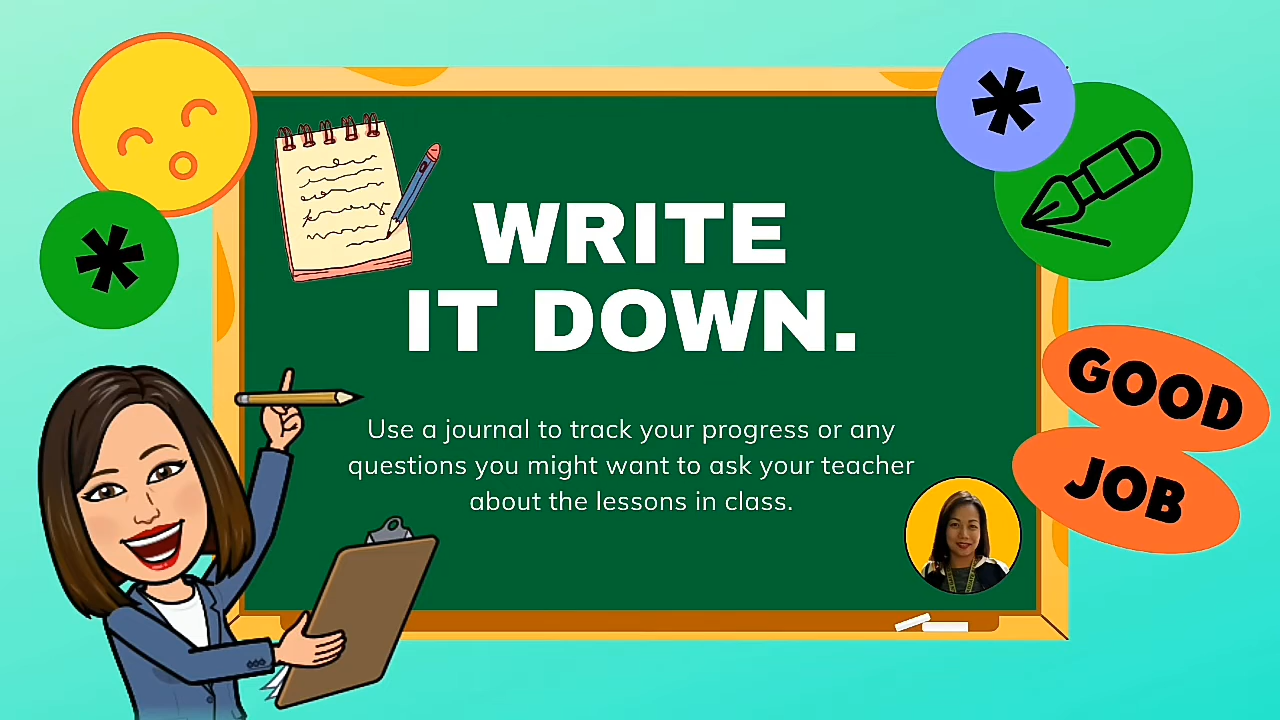 WRITE
IT DOWN.
Use a journal to track your progress or any
questions you might want to ask your teacher
about the lessons in class.
GOOD
JOB